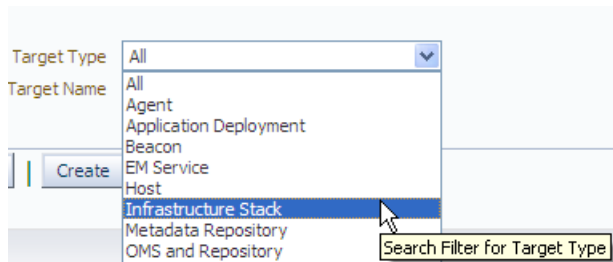 Target Type All
Target Name All
Agent
Application Deployment
Beacon
Create EM Service
Host
Infrastructure Stack
Metadata Repository
OMS and Repository
Search Filter for Target Type